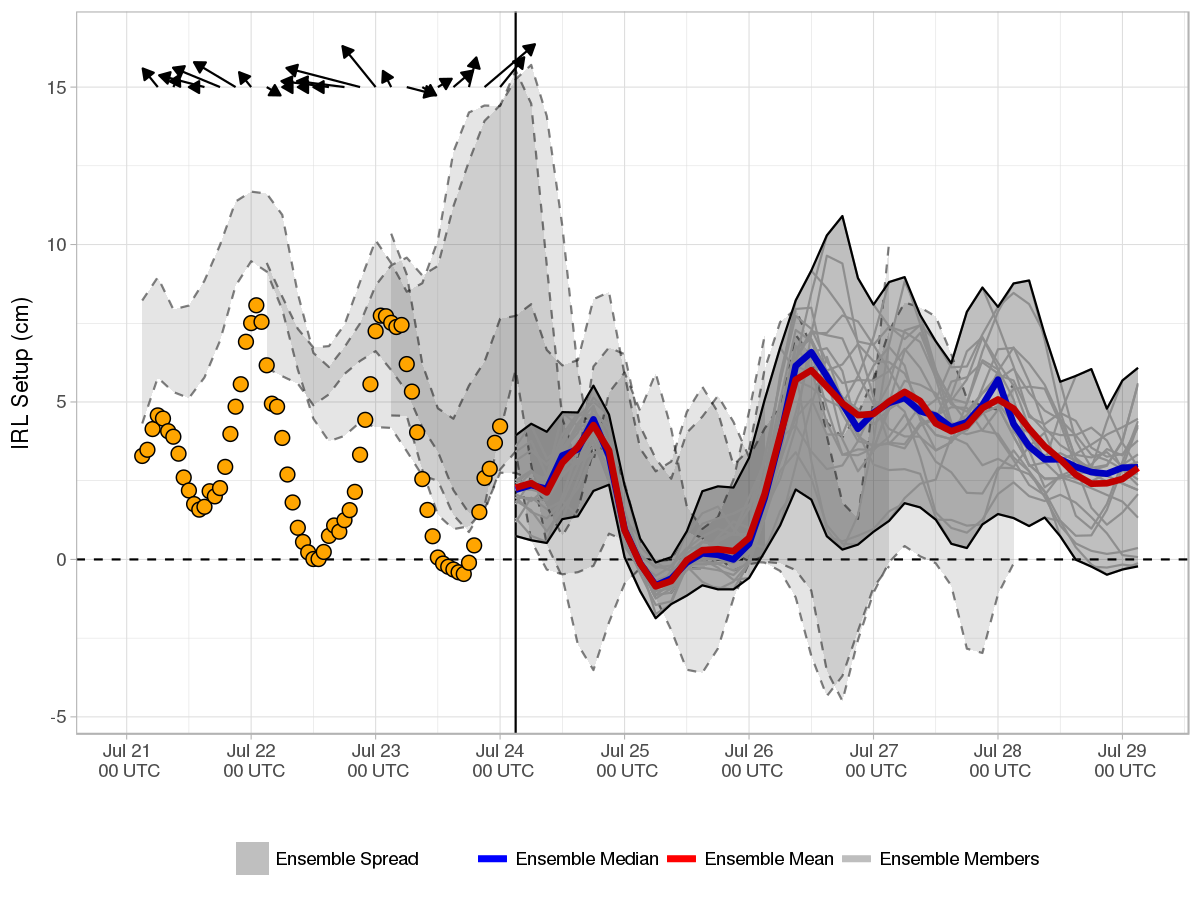 IRL Setup (cm)
15
10
5
0
-5
Jul 21 Jul 22 Jul 23 Jul 24 Jul 25 Jul 26 Jul 27 Jul 28 Jul 29
00 UTC 00 UTC 00 UTC 00 UTC 00 UTC 00 UTC 00 UTC 00 UTC 00 UTC
Ensemble Spread Ensemble Median Ensemble Mean Ensemble Members